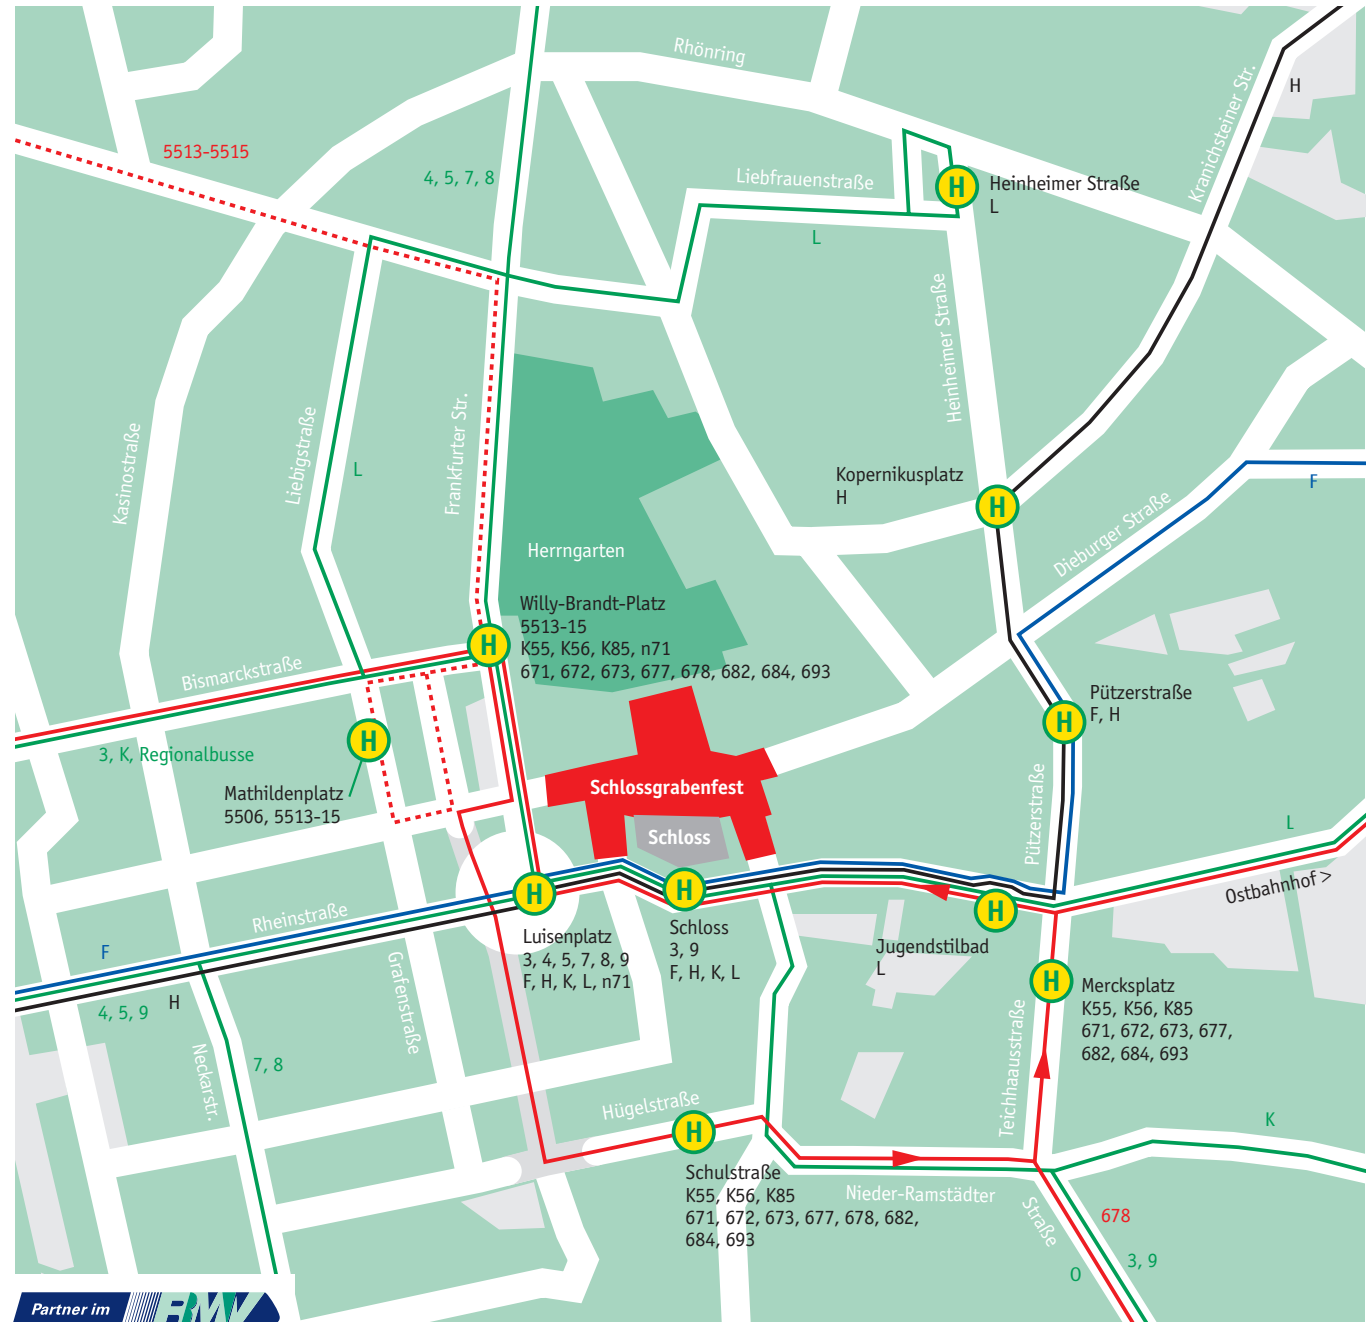 Rhönring
Kranichsteiner Str.
H
5513-5515
4, 5, 7, 8
Liebfrauenstraße
H
Heinheimer Straße
L
L
Heinheimer Straße
Kasinostraße
Liebigstraße
L
Frankfurter Str.
Kopernikusplatz
H
H
F
Dieburger Straße
Herrngarten
Willy-Brandt-Platz
5513-15
K55, K56, K85, n71
671, 672, 673, 677, 678, 682, 684, 693
H
Bismarckstraße
Pützerstraße
F, H
H
3, K, Regionalbusse
H
Mathildenplatz
5506, 5513-15
Schlossgrabenfest
Schloss
Pützerstraße
L
Ostbahnhof >
H
H
H
Rheinstraße
F
H
4, 5, 9
Luisenplatz
3, 4, 5, 7, 8, 9
F, H, K, L, n71
Schloss
3, 9
F, H, K, L
Jugendstilbad
L
H
Mercksplatz
K55, K56, K85
671, 672, 673, 677,
682, 684, 693
Grafenstraße
Neckarstr.
7, 8
Teichhaausstraße
Hügelstraße
H
K
Schulstraße
K55, K56, K85
671, 672, 673, 677, 678, 682,
684, 693
Nieder-Ramstädter
Straße
678
3, 9
O
Partner im
RMV